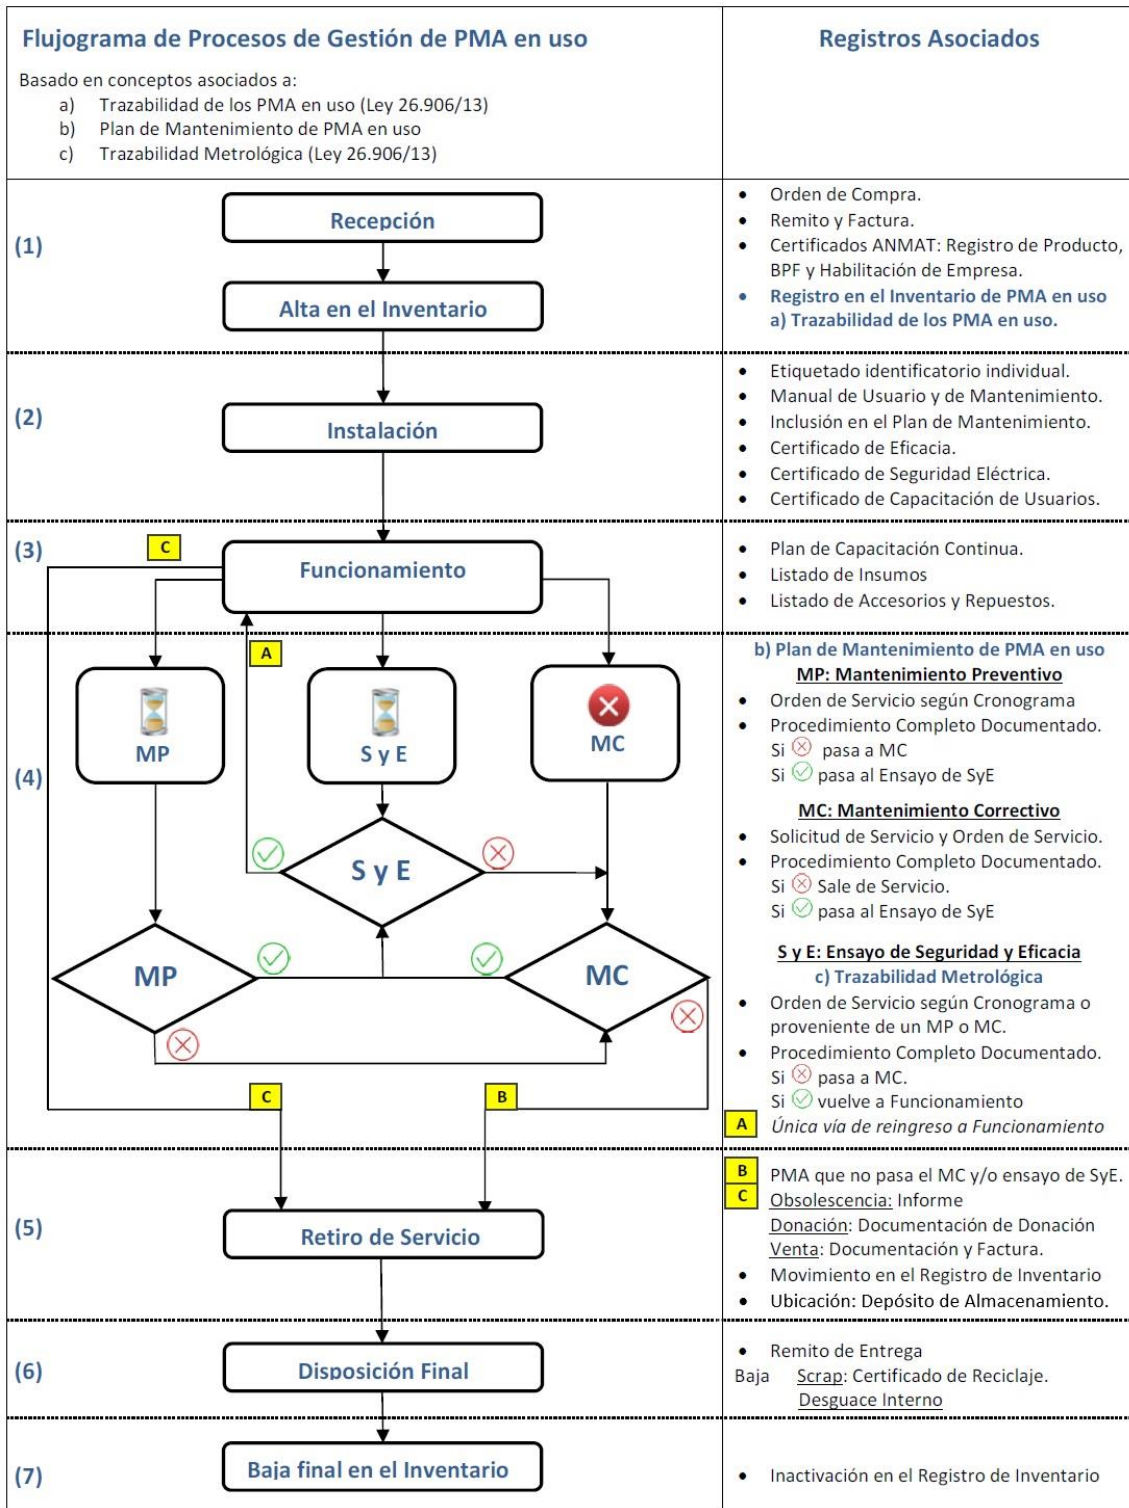 Flujograma de Procesos de Gestión de PMA en uso
Basado en conceptos asociados a:
a) Trazabilidad de los PMA en uso (Ley 26.906/13)
b) Plan de Mantenimiento de PMA en uso
c) Trazabilidad Metrológica (Ley 26.906/13)
Registros Asociados
(1)
Recepción
Alta en el Inventario
• Orden de Compra.
• Remito y Factura.
• Certificados ANMAT: Registro de Producto,
BPF y Habilitación de Empresa.
• Registro en el Inventario de PMA en uso
a) Trazabilidad de los PMA en uso.
(2)
Instalación
• Etiquetado identificatorio individual.
• Manual de Usuario y de Mantenimiento.
• Inclusión en el Plan de Mantenimiento.
• Certificado de Eficacia.
• Certificado de Seguridad Eléctrica.
• Certificado de Capacitación de Usuarios.
(3)
C
Funcionamiento
• Plan de Capacitación Continua.
• Listado de Insumos
• Listado de Accesorios y Repuestos.
(4)
A
MP
S y E
MC
S y E
MP
MC
C
B
b) Plan de Mantenimiento de PMA en uso
MP: Mantenimiento Preventivo
• Orden de Servicio según Cronograma
• Procedimiento Completo Documentado.
Si pasa a MC
Si pasa al Ensayo de SyE
MC: Mantenimiento Correctivo
• Solicitud de Servicio y Orden de Servicio.
• Procedimiento Completo Documentado.
Si Sale de Servicio.
Si pasa al Ensayo de SyE
S y E: Ensayo de Seguridad y Eficacia
c) Trazabilidad Metrológica
• Orden de Servicio según Cronograma o
proveniente de un MP o MC.
• Procedimiento Completo Documentado.
Si pasa a MC.
Si vuelve a Funcionamiento
A Única vía de reingreso a Funcionamiento
(5)
Retiro de Servicio
B PMA que no pasa el MC y/o ensayo de SyE.
C Obsolescencia: Informe
Donación: Documentación de Donación
Venta: Documentación y Factura.
• Movimiento en el Registro de Inventario
• Ubicación: Depósito de Almacenamiento.
(6)
Disposición Final
• Remito de Entrega
Baja Scrap: Certificado de Reciclaje.
Desguace Interno
(7)
Baja final en el Inventario
• Inactivación en el Registro de Inventario